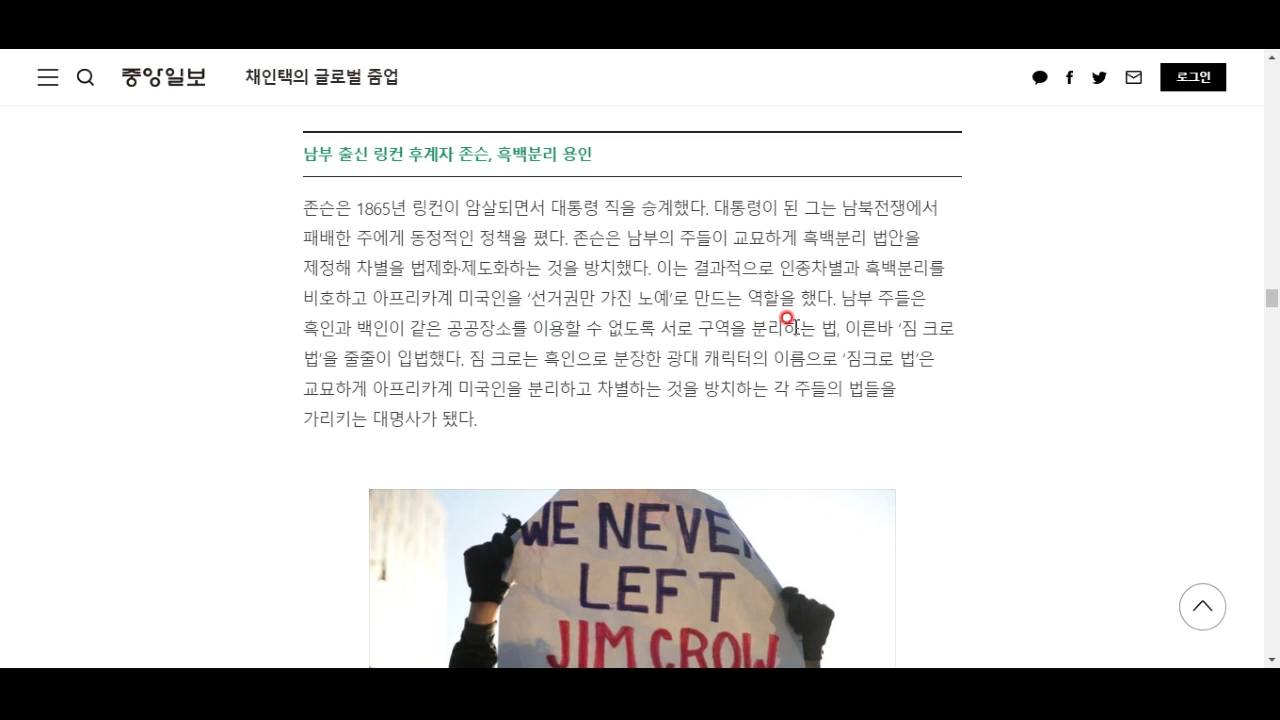 중앙일보 채인택의 글로벌 줌업 로그인
남부 출신 링컨 후계자 존슨, 흑백분리 용인
존슨은 1865년 링컨이 암살되면서 대통령 직을 승계했다. 대통령이 된 그는 남북전쟁에서
패배한 주에게 동정적인 정책을 폈다. 존슨은 남부의 주들이 교묘하게 흑백분리 법안을
제정해 차별을 법제화·제도화하는 것을 방치했다. 이는 결과적으로 인종차별과 흑백분리를
비호하고 아프리카계 미국인을 ‘선거권만 가진 노예’로 만드는 역할을 했다. 남부 주들은
흑인과 백인이 같은 공공장소를 이용할 수 없도록 서로 구역을 분리하는 법, 이른바 ‘짐 크로
법’을 줄줄이 입법했다. 짐 크로는 흑인으로 분장한 광대 캐릭터의 이름으로 ‘짐크로 법’은
교묘하게 아프리카계 미국인을 분리하고 차별하는 것을 방치하는 각 주들의 법들을
가리키는 대명사가 됐다.
WE NEVER
LEFT
JIM CROW